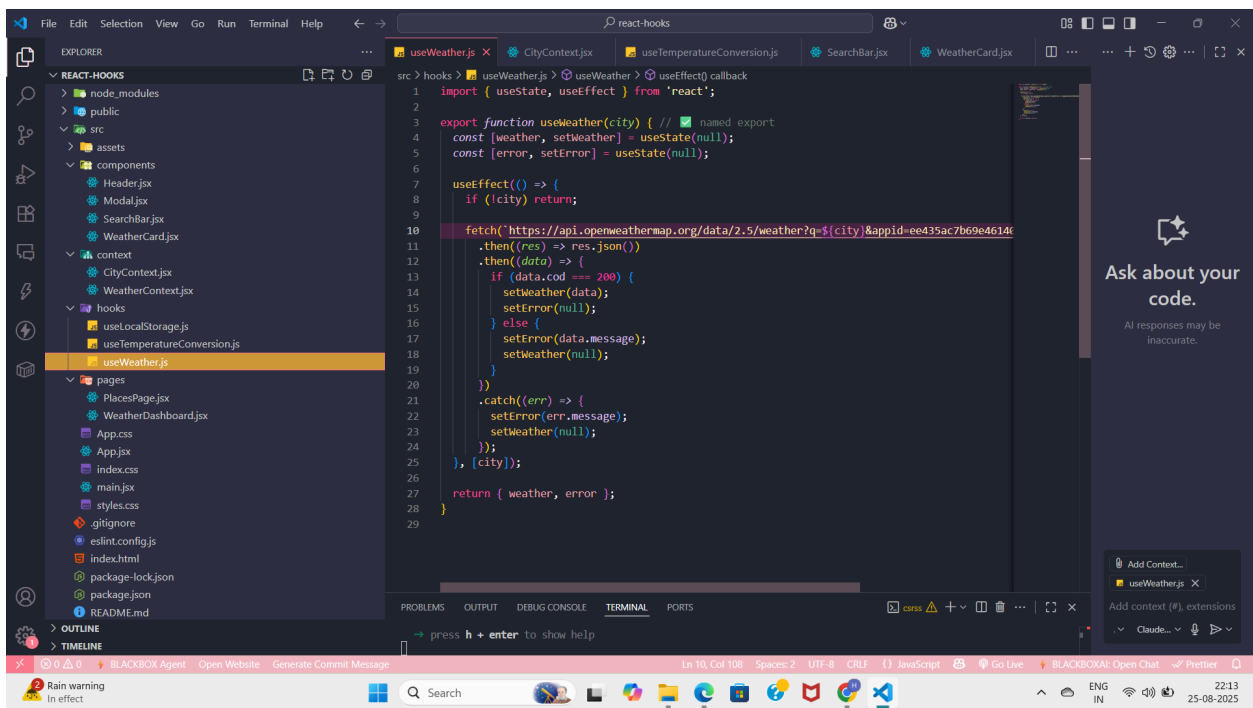 File Edit Selection View Go Run Terminal Help
react-hooks
EXPLORER
REACT-HOOKS
node_modules
public
src
assets
components
Header.jsx
Modal.jsx
SearchBar.jsx
WeatherCard.jsx
context
CityContext.jsx
WeatherContext.jsx
hooks
useLocalStorage.js
useTemperatureConversion.js
useWeather.js
pages
PlacesPage.jsx
WeatherDashboard.jsx
App.css
App.jsx
index.css
main.jsx
styles.css
.gitignore
eslint.config.js
index.html
package-lock.json
package.json
README.md
OUTLINE
TIMELINE
useWeather.js CityContext.jsx useTemperatureConversion.js SearchBar.jsx WeatherCard.jsx
src > hooks > useWeather.js > useWeather > useEffect() callback
1 import { useState, useEffect } from 'react';
2
3 export function useWeather(city) { // ✅ named export
4 const [weather, setWeather] = useState(null);
5 const [error, setError] = useState(null);
6
7 useEffect(() => {
8 if (!city) return;
9
10 fetch(`https://api.openweathermap.org/data/2.5/weather?q=${city}&appid=ee435ac7b69e46140
11 .then((res) => res.json())
12 .then((data) => {
13 if (data.cod === 200) {
14 setWeather(data);
15 setError(null);
16 } else {
17 setError(data.message);
18 setWeather(null);
19 }
20 })
21 .catch((err) => {
22 setError(err.message);
23 setWeather(null);
24 });
25 }, [city]);
26
27 return { weather, error };
28 }
29
PROBLEMS OUTPUT DEBUG CONSOLE TERMINAL PORTS
csrss
→ press h + enter to show help
Ask about your
code.
AI responses may be
inaccurate.
Add Context...
useWeather.js
Add context (#), extensions
Claude...
1
0 0 BLACKBOX Agent Open Website Generate Commit Message
Ln 10, Col 108 Spaces: 2 UTF-8 CRLF {} JavaScript Go Live BLACKBOXAI: Open Chat Prettier
2
Rain warning
In effect
Search
ENG
IN
22:13
25-08-2025